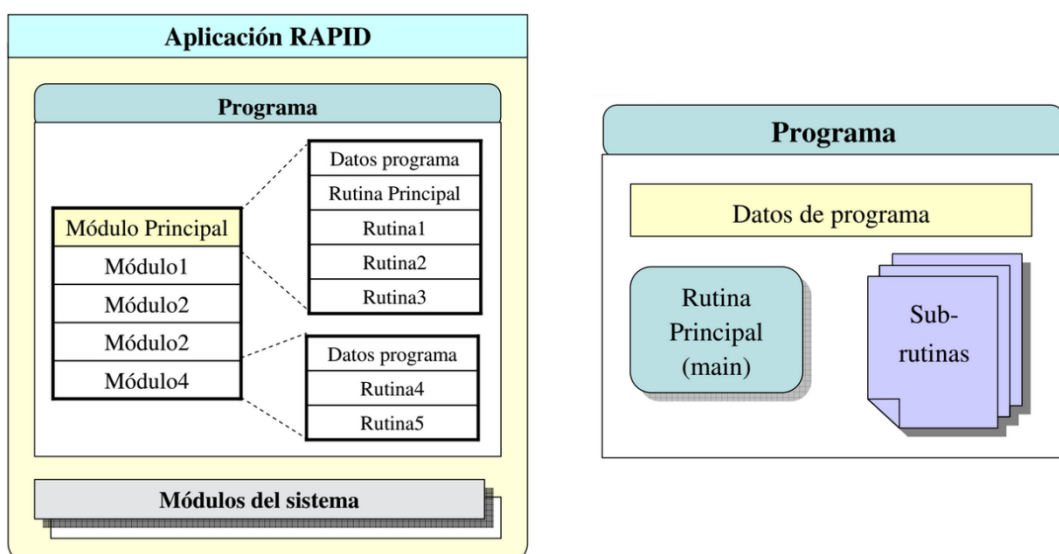 Aplicación RAPID
Programa
Módulo Principal
Módulo1
Módulo2
Módulo2
Módulo4
Datos programa
Rutina Principal
Rutina1
Rutina2
Rutina3
Datos programa
Rutina4
Rutina5
Módulos del sistema
Programa
Datos de programa
Rutina
Principal
(main)
Sub-
rutinas